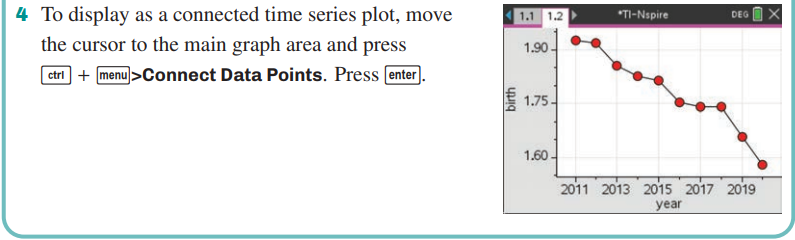 4 To display as a connected time series plot, move
the cursor to the main graph area and press
ctrl + menu>Connect Data Points. Press enter.
1.1 1.2 *TI-Nspire DEG
1.90
1.75
1.60
birth
2011 2013 2015 2017 2019
year